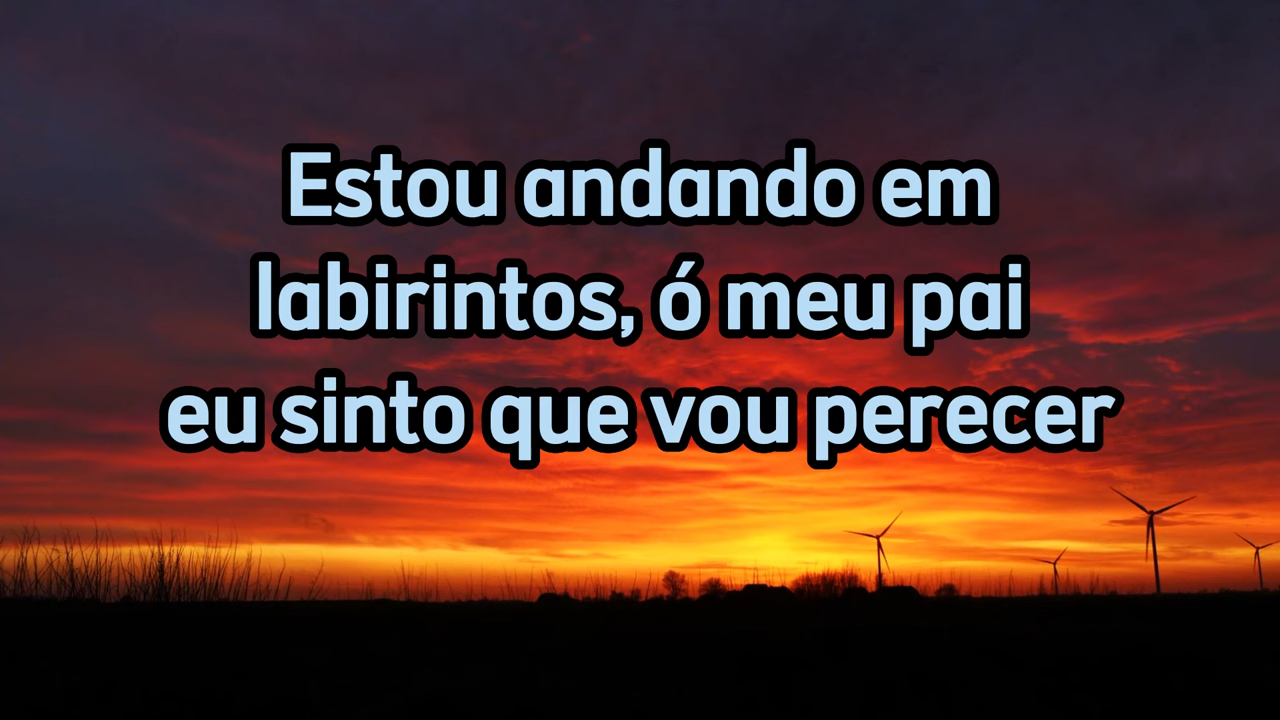 Estou andando em
labirintos, ó meu pai
eu sinto que vou perecer